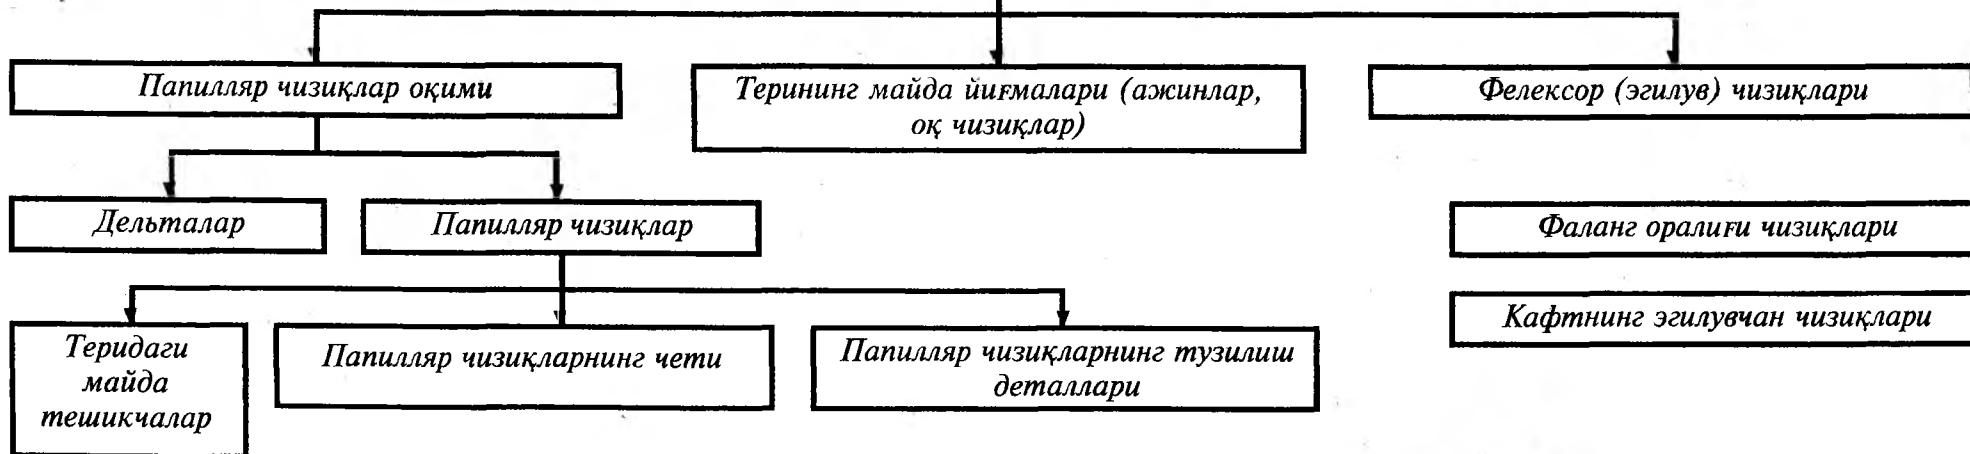 Папилляр чизиқлар оқими
Терининг майда йиғмалари (ажинлар,
оқ чизиқлар)
Фелексор (эгилув) чизиқлари
Дельталар
Папилляр чизиқлар
Фаланг оралиғи чизиқлари
Кафтнинг эгилувчан чизиқлари
Теридаги
майда
тешикчалар
Папилляр чизиқларнинг чети
Папилляр чизиқларнинг тузилиш
деталлари